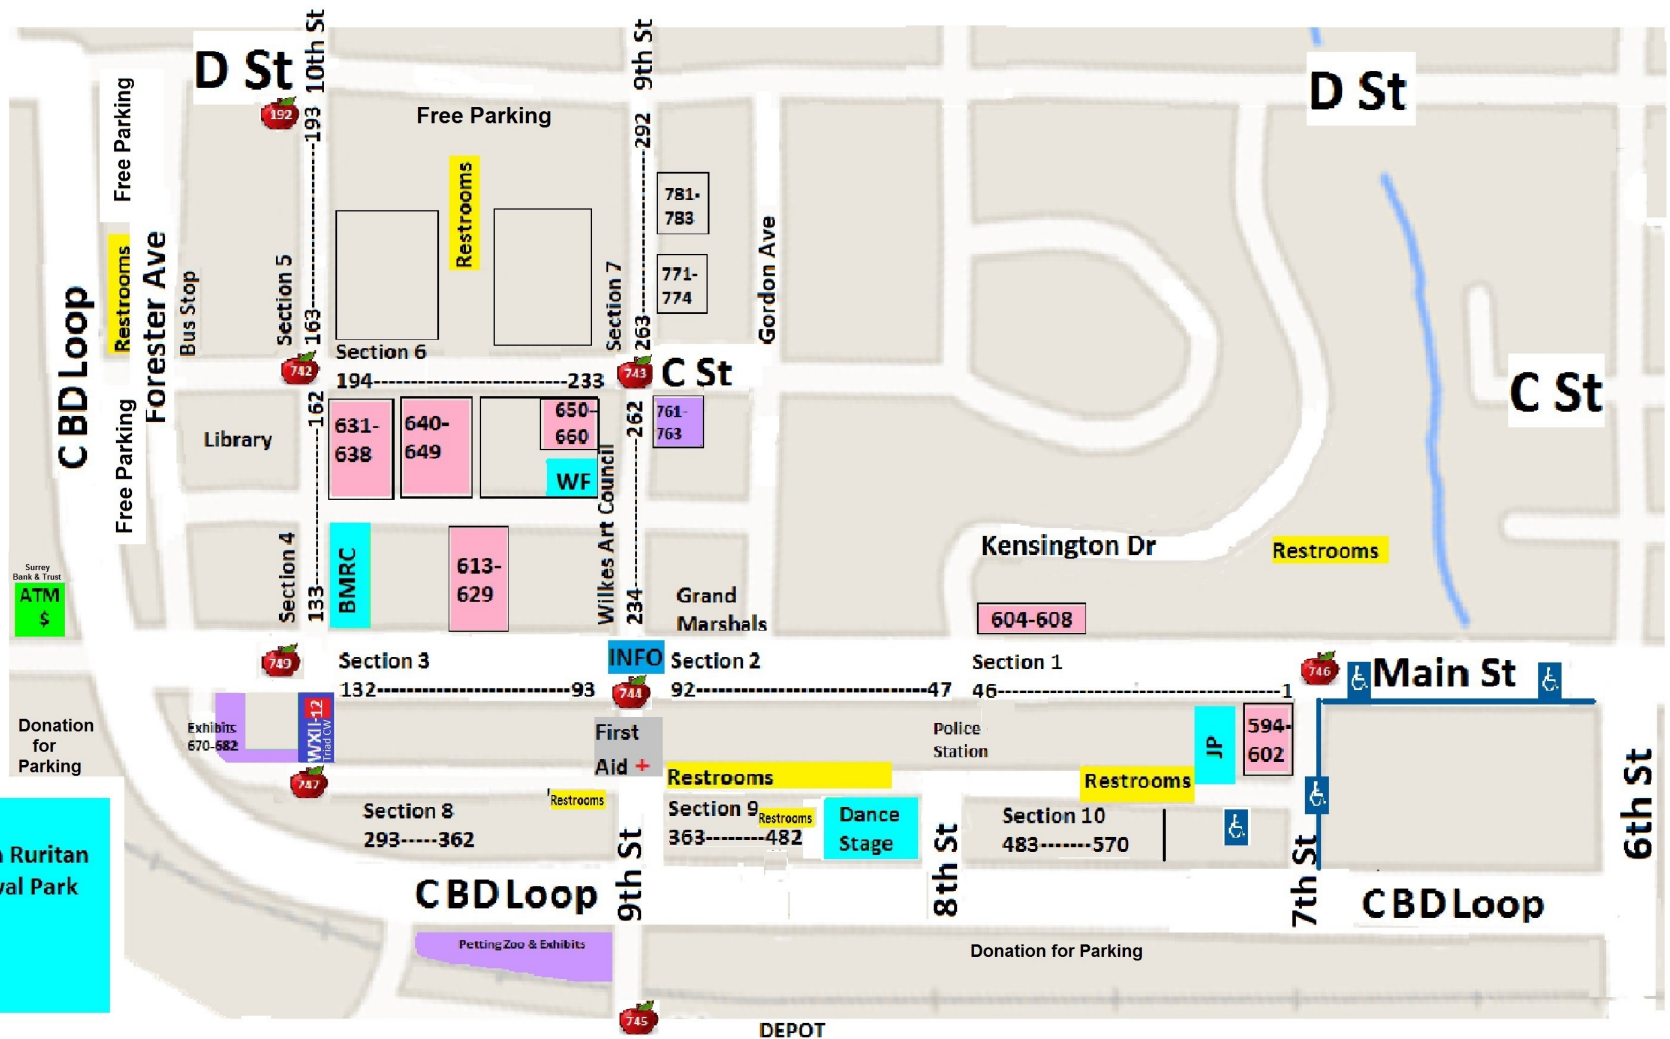 D St
10th St
9th St
D St
Free Parking
192
193
Free Parking
292
Restrooms
781-
783
Restrooms
Forester Ave
Bus Stop
Section 5
163
Section 7
263
771-
774
Gordon Ave
CBD Loop
Section 6
742
194----------------------------233
743
C St
C St
Free Parking
Library
162
631-
638
640-
649
650-
660
WF
262
761-
763
Wilkes Art Council
Section 4
133
BMRC
613-
629
234
Grand
Marshals
Kensington Dr
Restrooms
604-608
Surrey
Bank & Trust
ATM
$
749
Section 3
INFO
Section 2
Section 1
746
Main St
132----------------------------93
744
92-----------------------------------47
46---------------------------------------1
Donation
for
Parking
Exhibits
670-682
WXII-12
Triad CW
First
Aid +
Police
Station
JP
594-
602
747
Restrooms
Restrooms
'Restrooms
Section 8
293-----362
Section 9
Restrooms
363--------482
Dance
Stage
Section 10
483-------570
9th St
8th St
7th St
6th St
Ruritan
Park
CBD Loop
CBD Loop
Petting Zoo & Exhibits
Donation for Parking
745
DEPOT